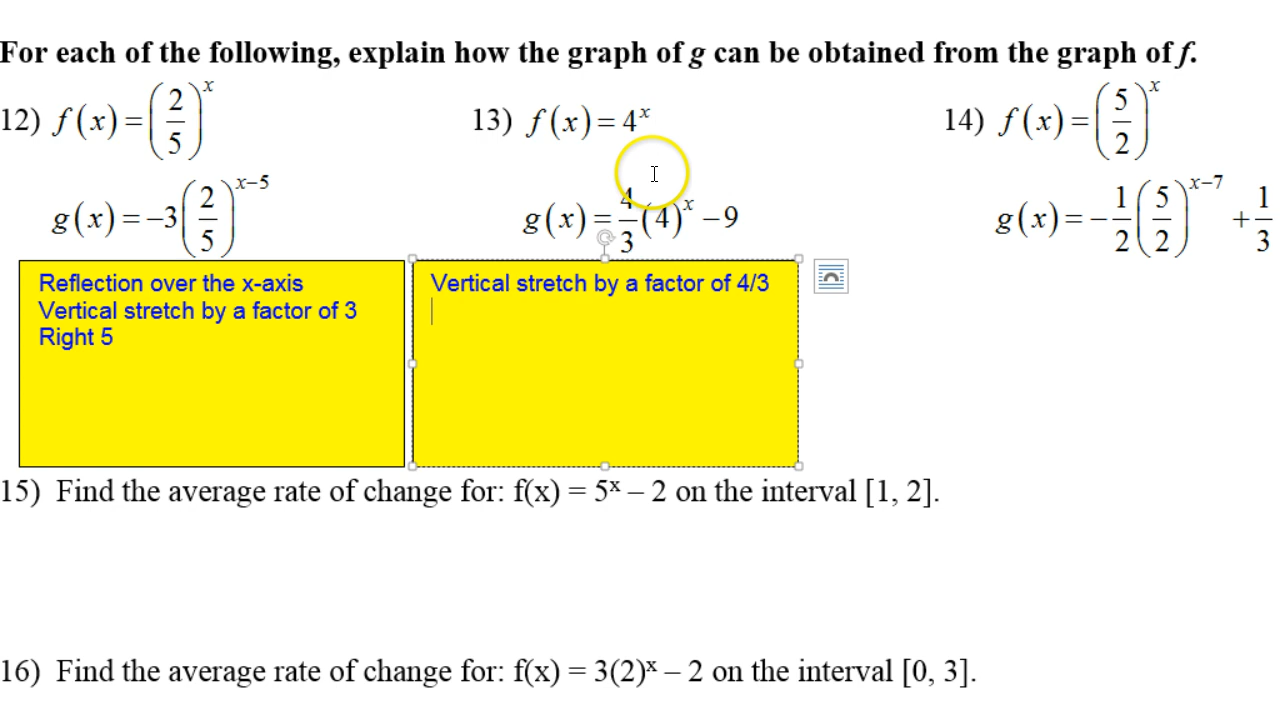 For each of the following, explain how the graph of g can be obtained from the graph of f.
12) f(x) = (2/5)^x
13) f(x) = 4^x
14) f(x) = (5/2)^x
g(x) = −3(2/5)^(x−5)
g(x) = 4/3(4)^x − 9
g(x) = −1/2(5/2)^(x−7) + 1/3
Reflection over the x-axis
Vertical stretch by a factor of 3
Right 5
Vertical stretch by a factor of 4/3
15) Find the average rate of change for: f(x) = 5ˣ – 2 on the interval [1, 2].
16) Find the average rate of change for: f(x) = 3(2)ˣ – 2 on the interval [0, 3].